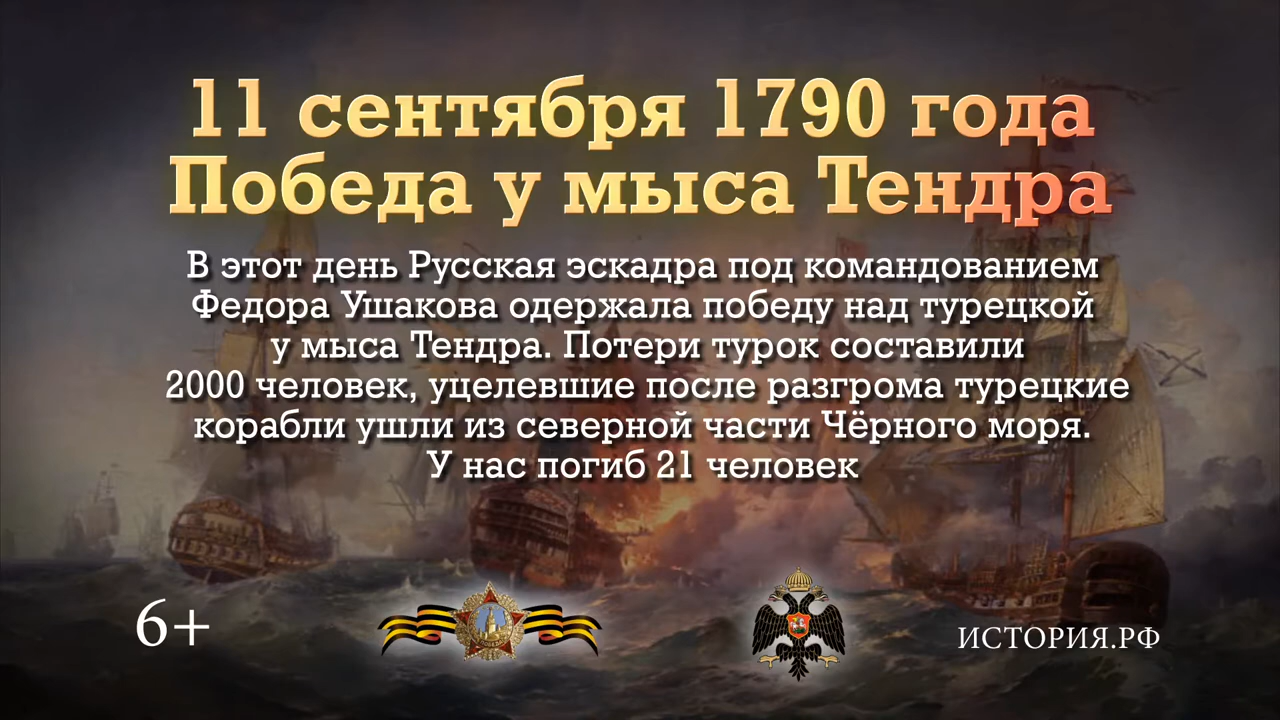 11 сентября 1790 года
Победа у мыса Тендра
В этот день Русская эскадра под командованием
Федора Ушакова одержала победу над турецкой
у мыса Тендра. Потери турок составили
2000 человек, уцелевшие после разгрома турецкие
корабли ушли из северной части Чёрного моря.
У нас погиб 21 человек
6+
ИСТОРИЯ.РФ